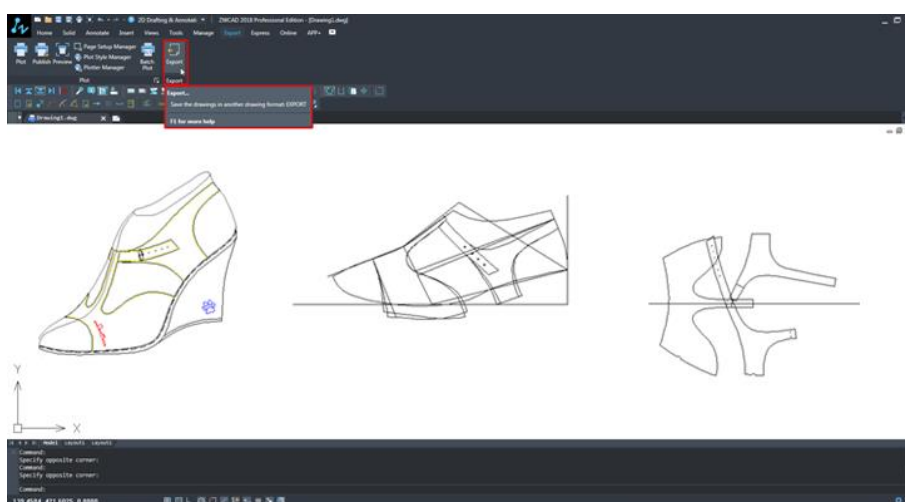 2D Drafting & Annotati
ZWCAD 2018 Professional Edition - [Drawing1.dwg]
Home Solid Annotate Insert Views Tools Manage Export Express Online APP+
Plot Publish Preview
Page Setup Manager
Plot Style Manager
Plotter Manager
Batch Plot
Export
Plot
Export
Export...
Save the drawings in another drawing format: EXPORT
F1 for more help
Drawing1.dwg
Y
X
Model Layout1 Layout2
Command:
Specify opposite corner:
Command:
Specify opposite corner:
Command: